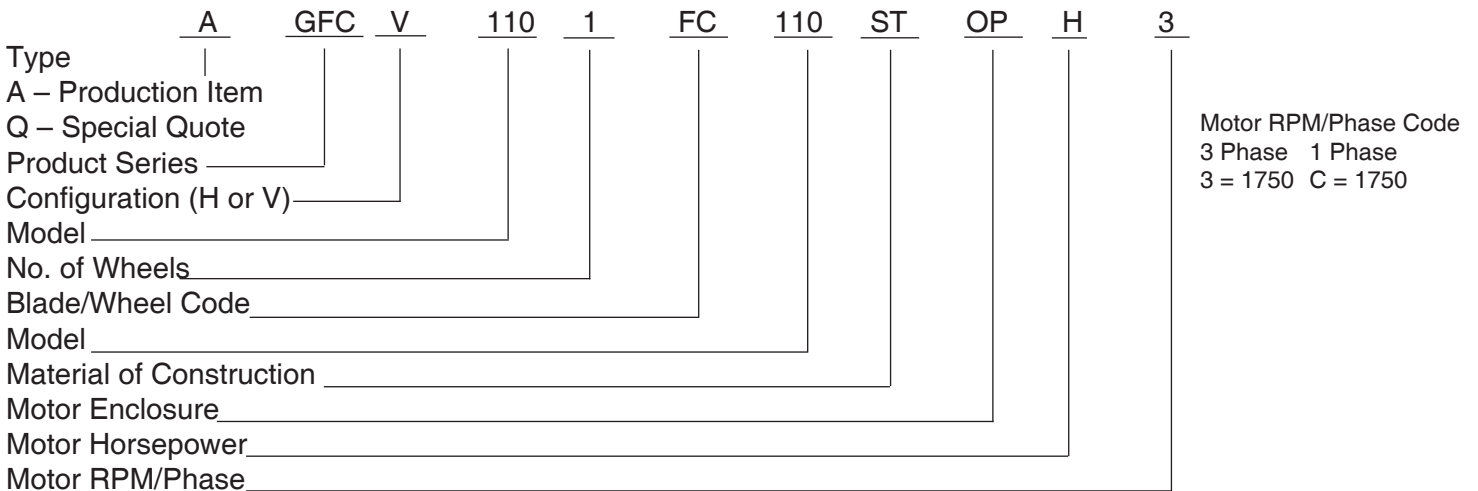 A GFC V 110 1 FC 110 ST OP H 3
Type
A – Production Item
Q – Special Quote
Product Series
Configuration (H or V)
Model
No. of Wheels
Blade/Wheel Code
Model
Material of Construction
Motor Enclosure
Motor Horsepower
Motor RPM/Phase
Motor RPM/Phase Code
3 Phase 1 Phase
3 = 1750 C = 1750